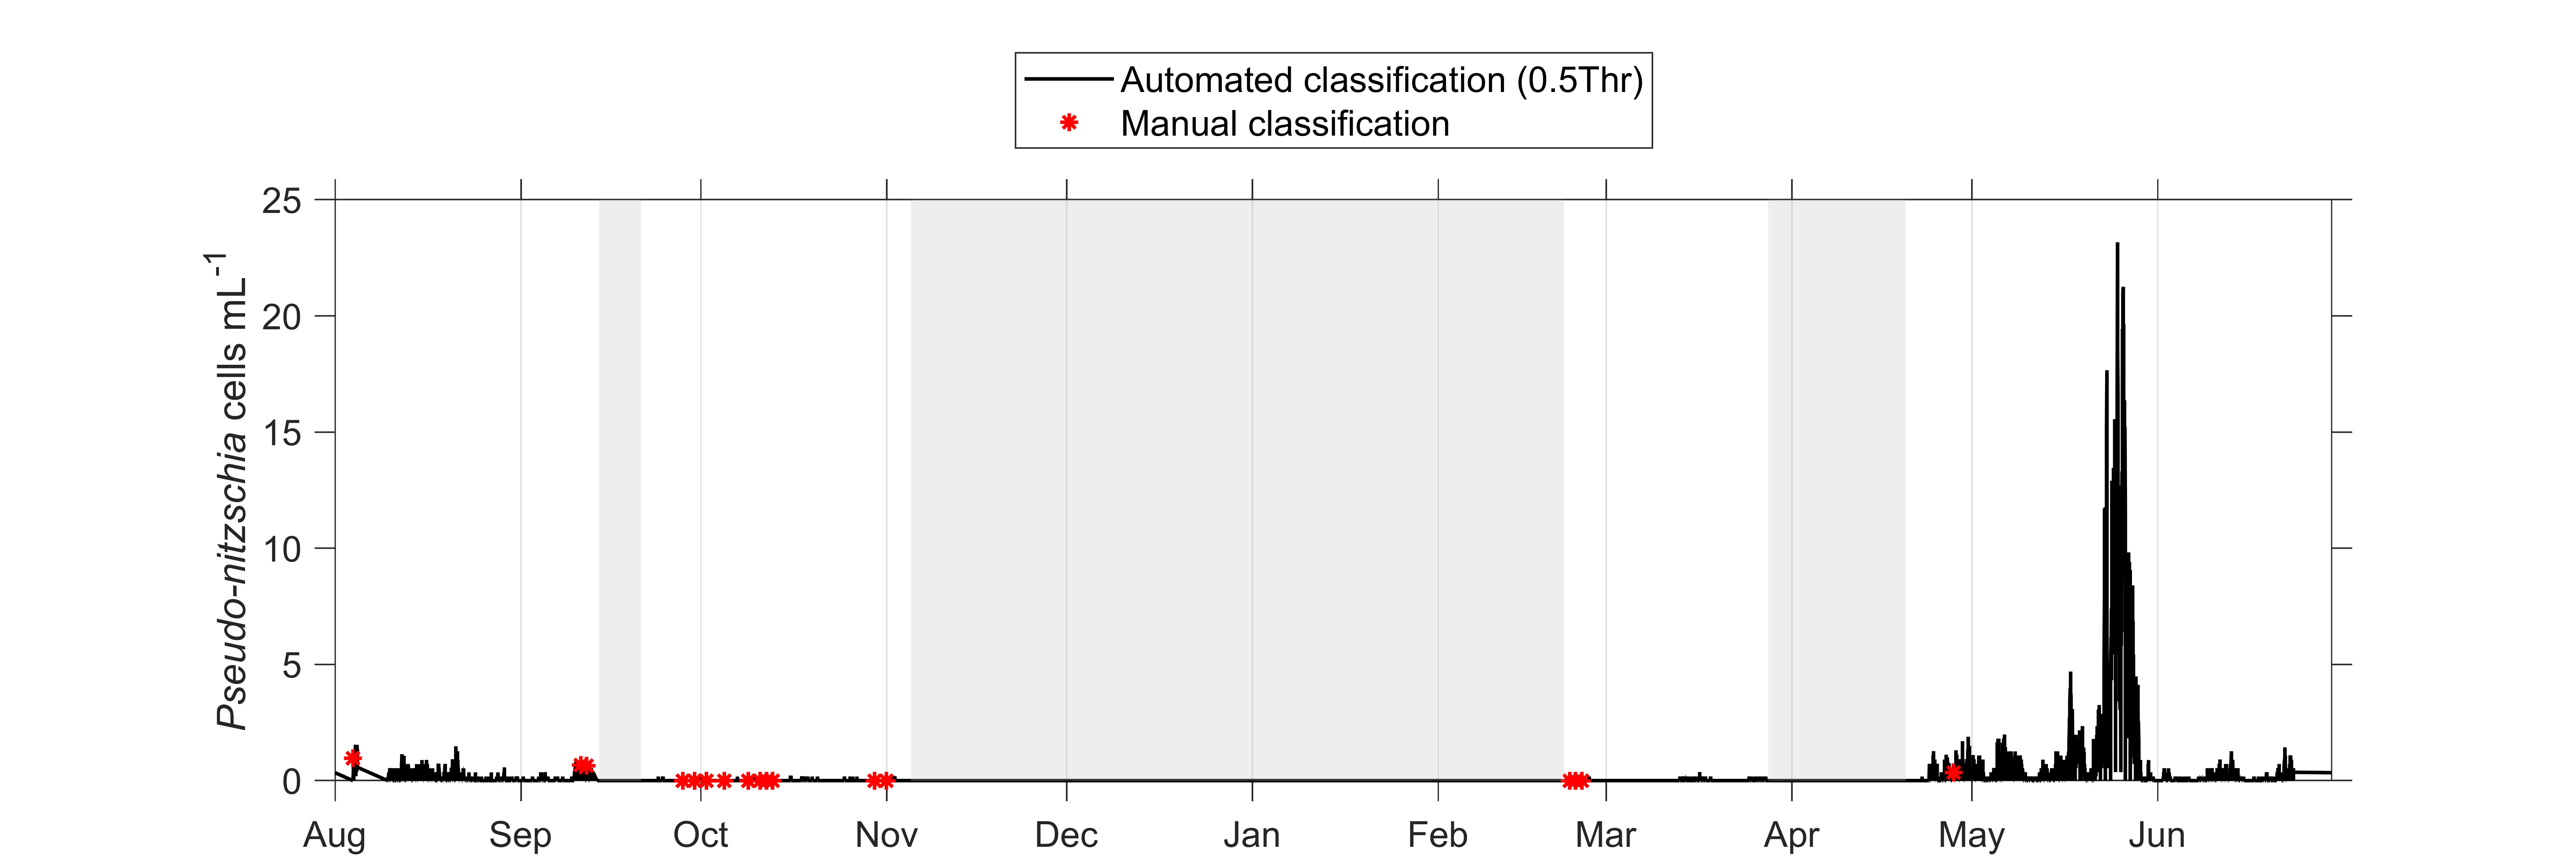 Automated classification (0.5Thr)
Manual classification
25
20
15
10
5
0
Pseudo-nitzschia cells mL-1
Aug Sep Oct Nov Dec Jan Feb Mar Apr May Jun